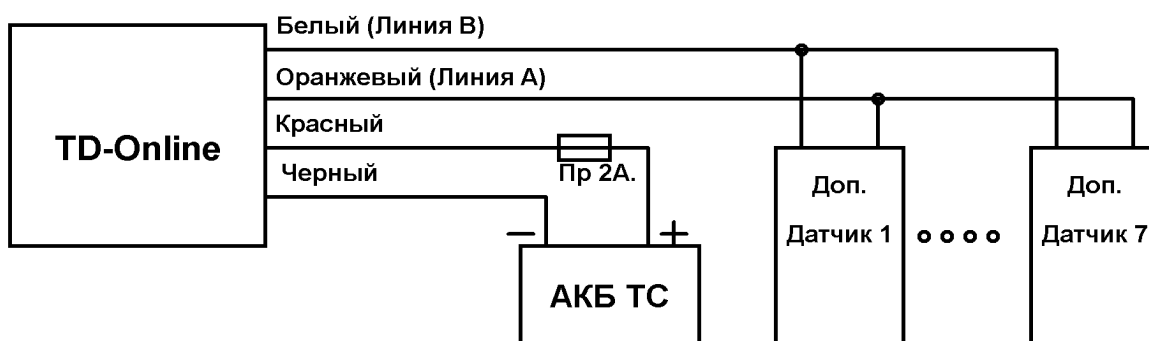 Белый (Линия В)
Оранжевый (Линия А)
Красный
TD-Online
Черный
Пр 2А.
– +
АКБ ТС
Доп.
Датчик 1
Доп.
Датчик 7